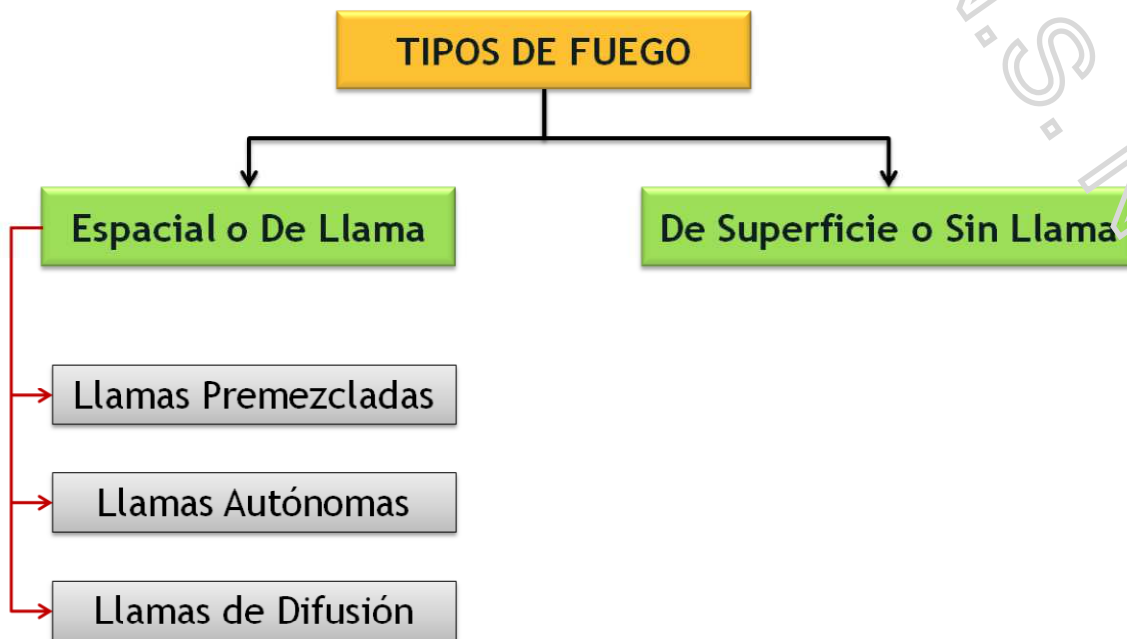 TIPOS DE FUEGO
Espacial o De Llama
De Superficie o Sin Llama
Llamas Premezcladas
Llamas Autónomas
Llamas de Difusión